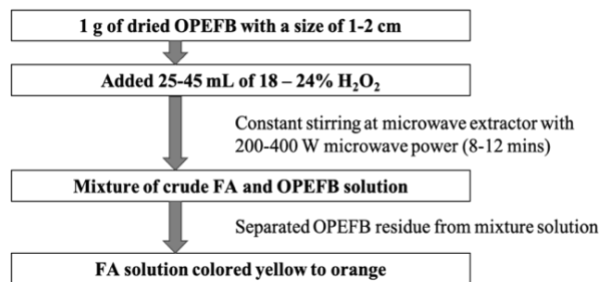 1 g of dried OPEFB with a size of 1-2 cm
Added 25-45 mL of 18 – 24% H₂O₂
Constant stirring at microwave extractor with
200-400 W microwave power (8-12 mins)
Mixture of crude FA and OPEFB solution
Separated OPEFB residue from mixture solution
FA solution colored yellow to orange